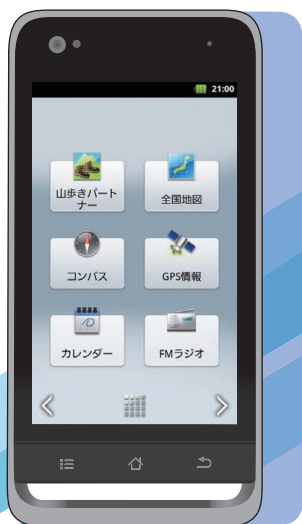 21:00
山歩きパート
ナー
全国地図
コンパス
GPS情報
カレンダー
FMラジオ